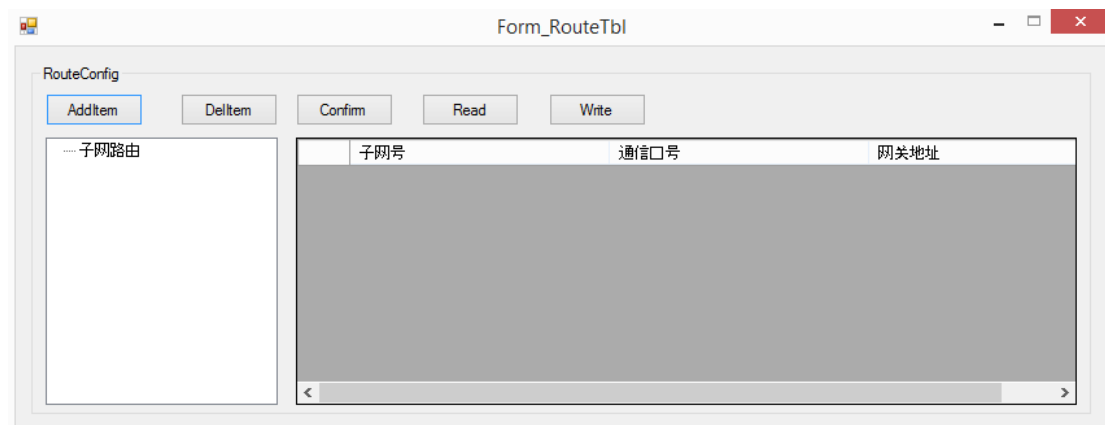 Form_RouteTbl
RouteConfig
AddItem DelItem Confirm Read Write
子网路由
子网号 通信口号 网关地址